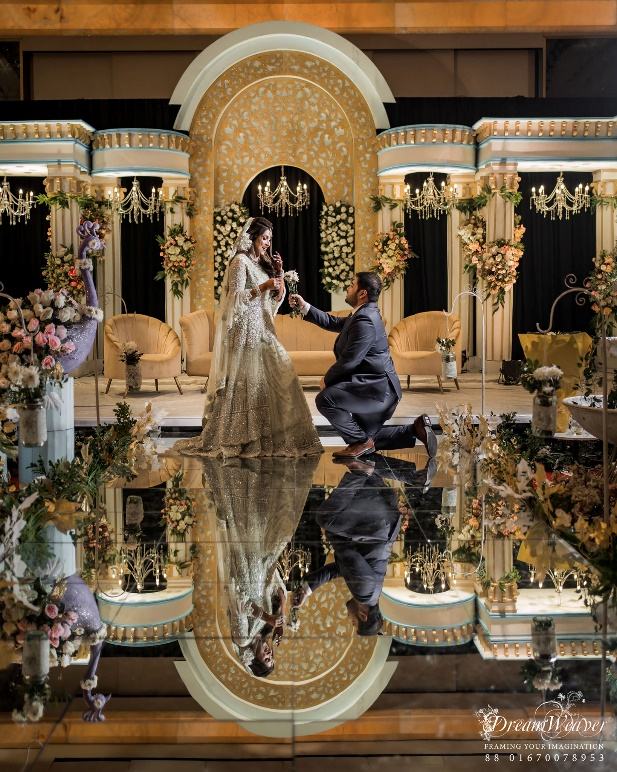 DreamWeaver
FRAMING YOUR IMAGINATION
88 01670078953